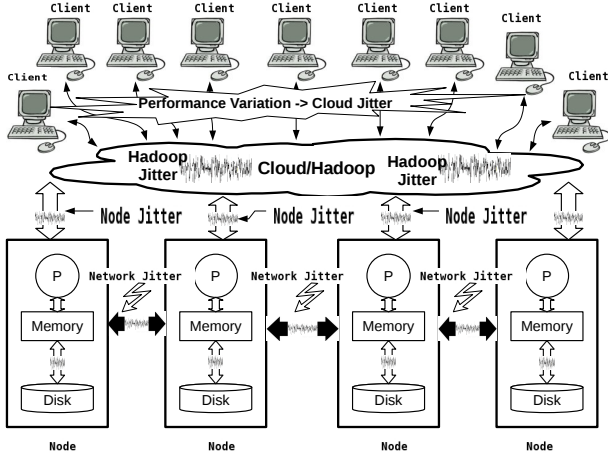 Client
Client
Client
Client
Client
Client
Client
Client
Client
Performance Variation -> Cloud Jitter
Hadoop
Jitter
Cloud/Hadoop
Hadoop
Jitter
Node Jitter
Node Jitter
Node Jitter
P
Network Jitter
P
Network Jitter
P
Network Jitter
P
Memory
Memory
Memory
Memory
Disk
Disk
Disk
Disk
Node
Node
Node
Node